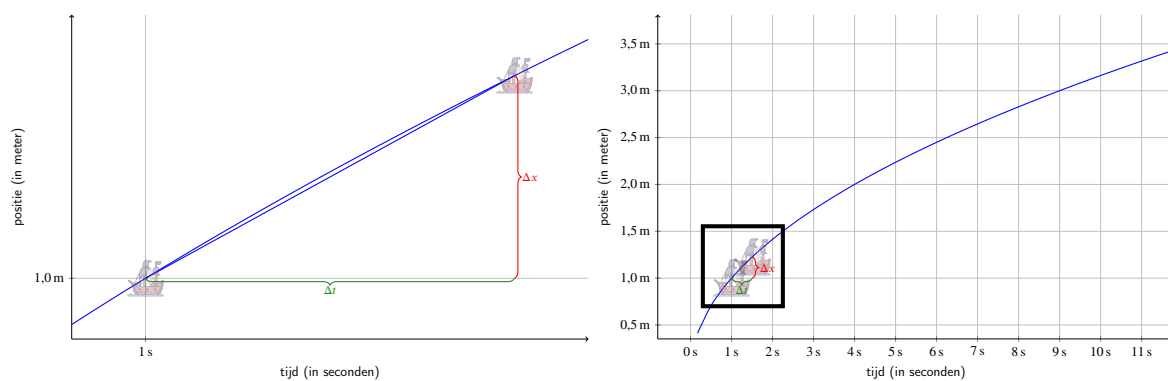 positie (in meter)
1,0 m
Δx
Δt
1 s
tijd (in seconden)
positie (in meter)
3,5 m
3,0 m
2,5 m
2,0 m
1,5 m
1,0 m
0,5 m
Δx
Δt
0 s 1 s 2 s 3 s 4 s 5 s 6 s 7 s 8 s 9 s 10 s 11 s
tijd (in seconden)